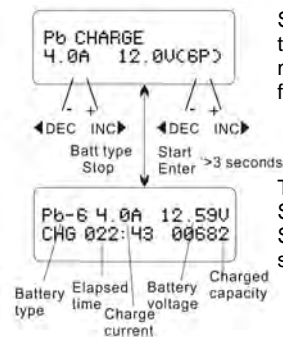 Pb CHARGE
4.0A 12.0V(6P)
- + - +
◀DEC INC▶ ◀DEC INC▶
Batt type Stop
Start Enter >3 seconds
Pb-6 4.0A 12.59V
CHG 022:43 00682
Battery type
Elapsed time
Charge current
Battery voltage
Charged capacity